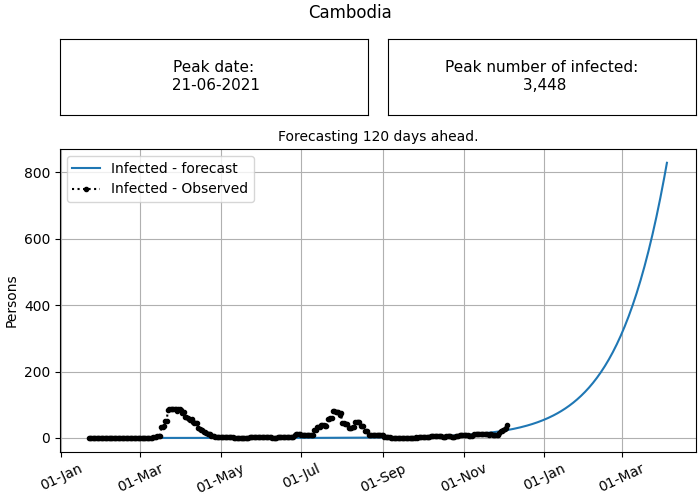 Cambodia
Peak date:
21-06-2021
Peak number of infected:
3,448
Forecasting 120 days ahead.
Infected - forecast
Infected - Observed
Persons
800
600
400
200
0
01-Jan
01-Mar
01-May
01-Jul
01-Sep
01-Nov
01-Jan
01-Mar